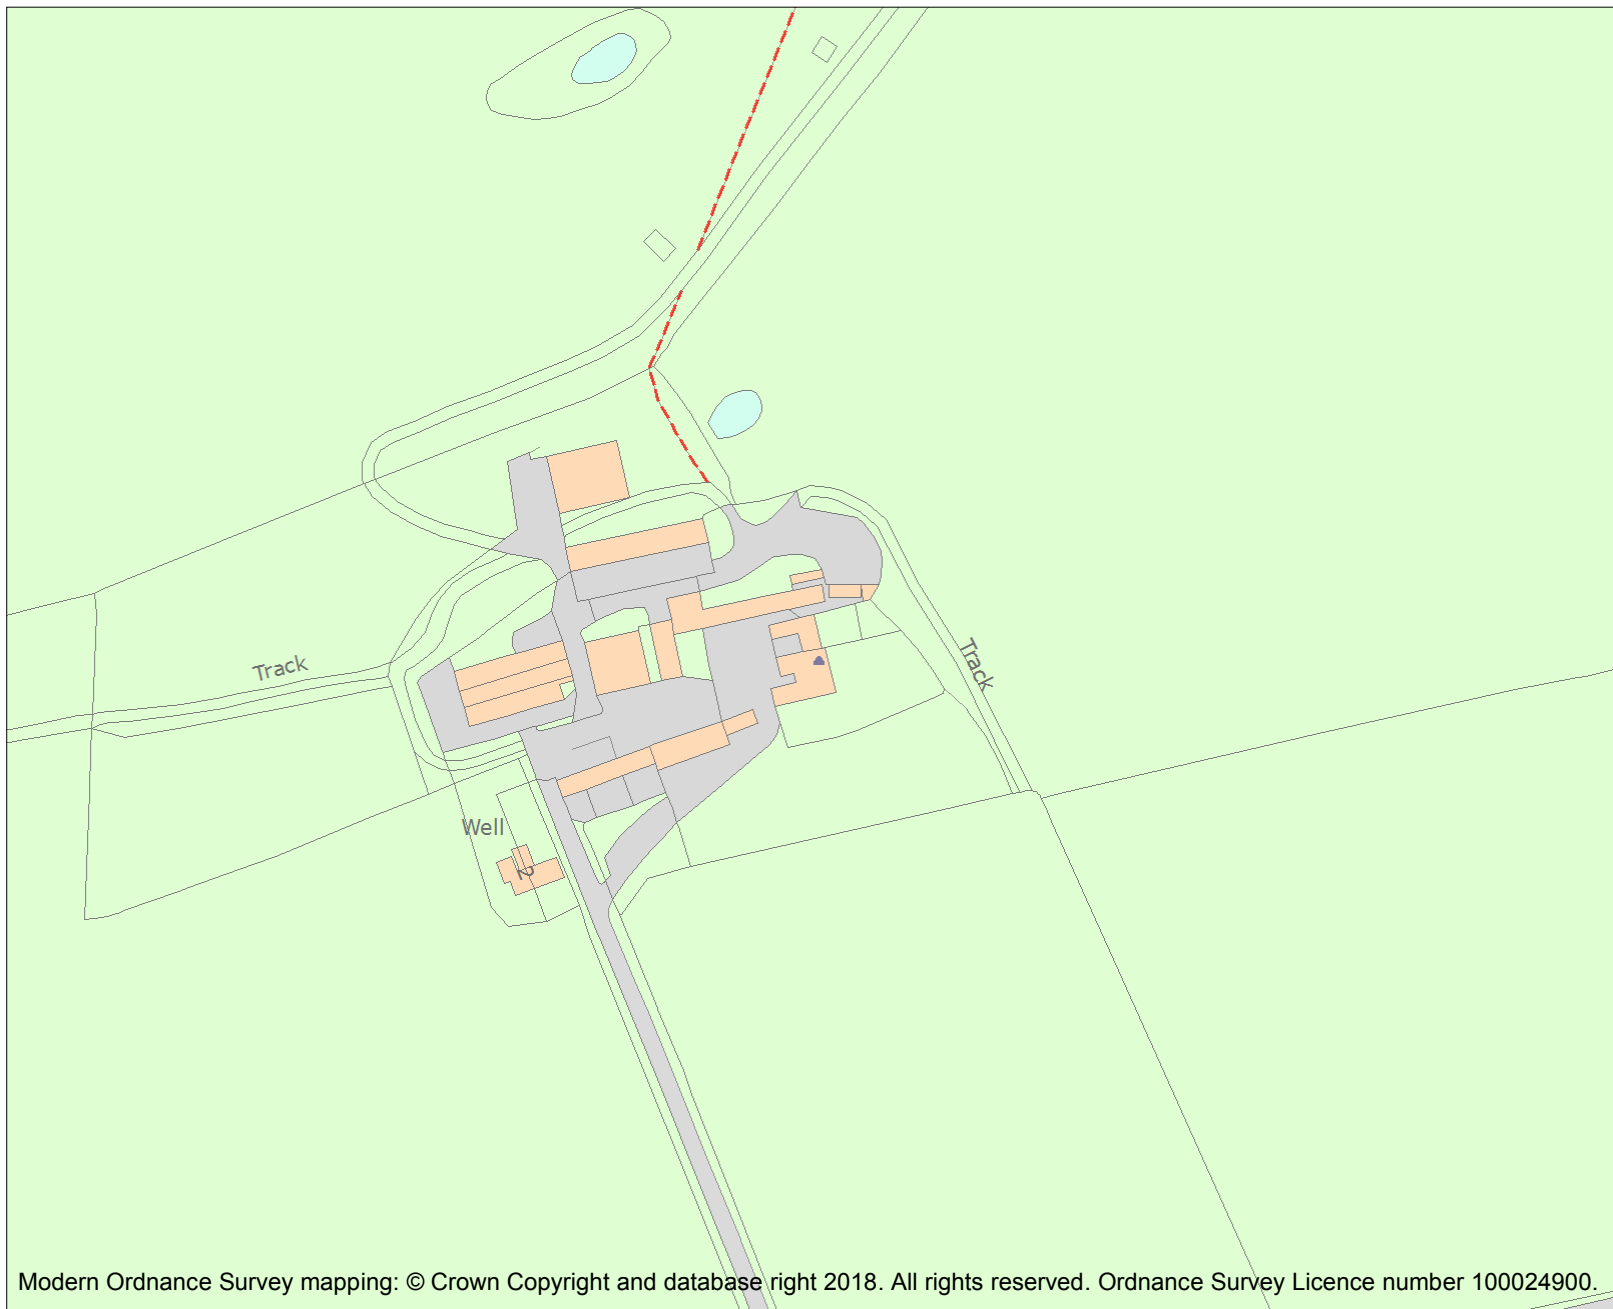 Track
Track
Well
2
Modern Ordnance Survey mapping: © Crown Copyright and database right 2018. All rights reserved. Ordnance Survey Licence number 100024900.